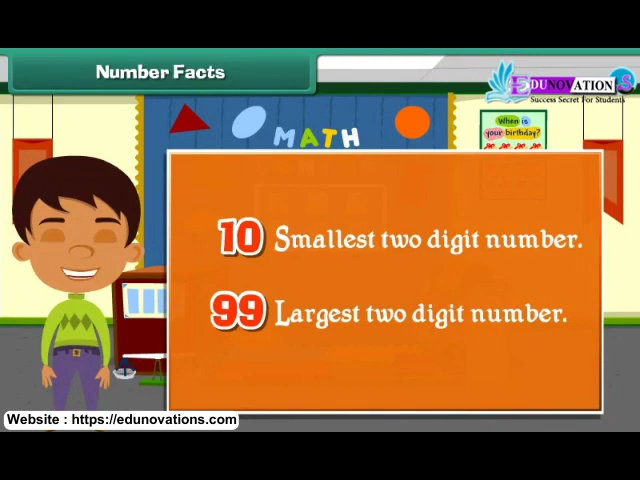 Number Facts
EDUNOVATIONS
Success Secret For Students
When is
your birthday?
MATH
10 Smallest two digit number.
99 Largest two digit number.
Website : https://edunovations.com